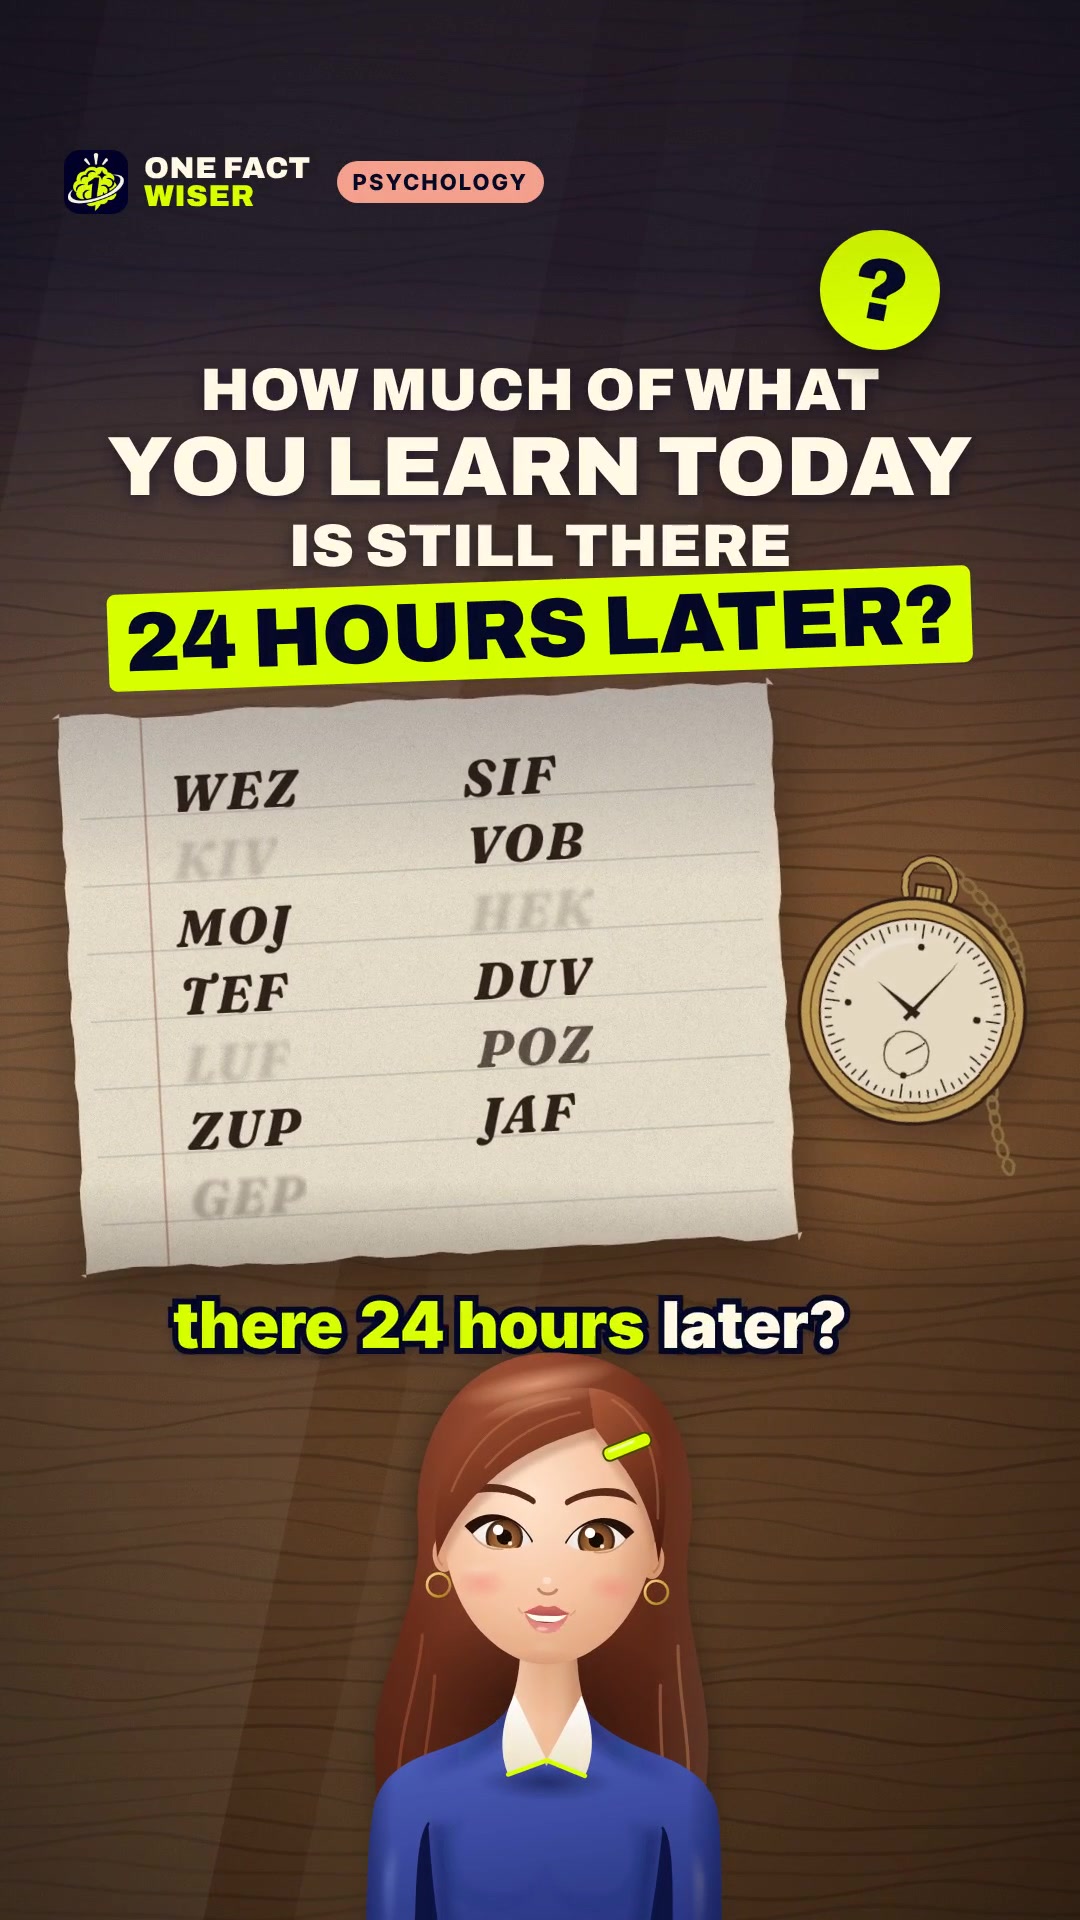 ONE FACT
WISER
PSYCHOLOGY
?
HOW MUCH OF WHAT
YOU LEARN TODAY
IS STILL THERE
24 HOURS LATER?
WEZ
KIV
MOJ
TEF
LUF
ZUP
GEP
SIF
VOB
HEK
DUV
POZ
JAF
there 24 hours later?